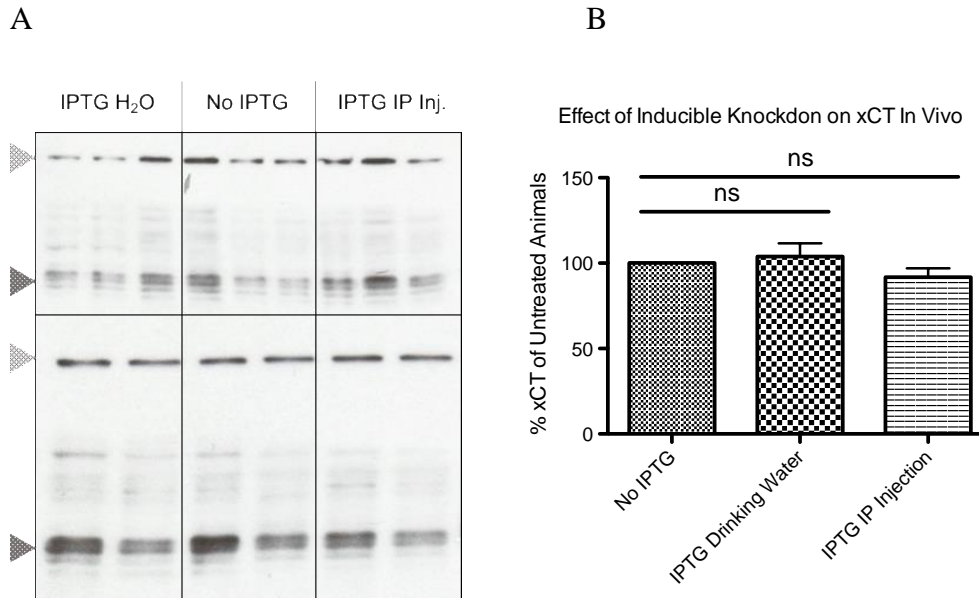 A
B
IPTG H₂O
No IPTG
IPTG IP Inj.
Effect of Inducible Knockdon on xCT In Vivo
% xCT of Untreated Animals
150
100
50
0
ns
ns
No IPTG
IPTG Drinking Water
IPTG IP Injection